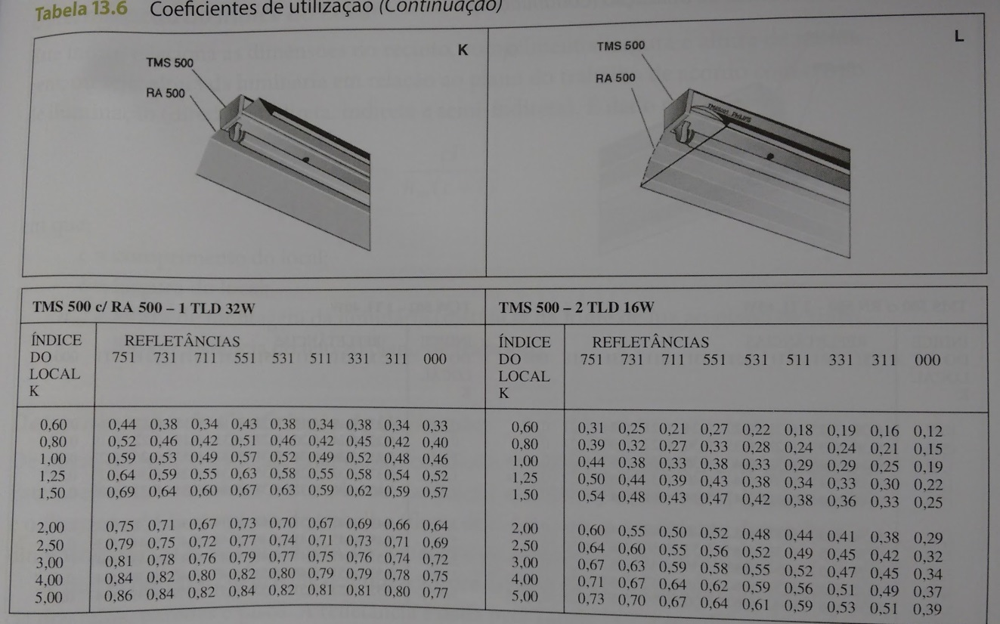 Tabela 13.6 Coeficientes de utilização (Continuação)
K
TMS 500
RA 500
L
TMS 500
RA 500
TMS 500 c/ RA 500 – 1 TLD 32W
ÍNDICE REFLETÂNCIAS
DO 751 731 711 551 531 511 331 311 000
LOCAL
K
0,60 0,44 0,38 0,34 0,43 0,38 0,34 0,38 0,34 0,33
0,80 0,52 0,46 0,42 0,51 0,46 0,42 0,45 0,42 0,40
1,00 0,59 0,53 0,49 0,57 0,52 0,49 0,52 0,48 0,46
1,25 0,64 0,59 0,55 0,63 0,58 0,55 0,58 0,54 0,52
1,50 0,69 0,64 0,60 0,67 0,63 0,59 0,62 0,59 0,57
2,00 0,75 0,71 0,67 0,73 0,70 0,67 0,69 0,66 0,64
2,50 0,79 0,75 0,72 0,77 0,74 0,71 0,73 0,71 0,69
3,00 0,81 0,78 0,76 0,79 0,77 0,75 0,76 0,74 0,72
4,00 0,84 0,82 0,80 0,82 0,80 0,79 0,79 0,78 0,75
5,00 0,86 0,84 0,82 0,84 0,82 0,81 0,81 0,80 0,77
TMS 500 – 2 TLD 16W
ÍNDICE REFLETÂNCIAS
DO 751 731 711 551 531 511 331 311 000
LOCAL
K
0,60 0,31 0,25 0,21 0,27 0,22 0,18 0,19 0,16 0,12
0,80 0,39 0,32 0,27 0,33 0,28 0,24 0,24 0,21 0,15
1,00 0,44 0,38 0,33 0,38 0,33 0,29 0,29 0,25 0,19
1,25 0,50 0,44 0,39 0,43 0,38 0,34 0,33 0,30 0,22
1,50 0,54 0,48 0,43 0,47 0,42 0,38 0,36 0,33 0,25
2,00 0,60 0,55 0,50 0,52 0,48 0,44 0,41 0,38 0,29
2,50 0,64 0,60 0,55 0,56 0,52 0,49 0,45 0,42 0,32
3,00 0,67 0,63 0,59 0,58 0,55 0,52 0,47 0,45 0,34
4,00 0,71 0,67 0,64 0,62 0,59 0,56 0,51 0,49 0,37
5,00 0,73 0,70 0,67 0,64 0,61 0,59 0,53 0,51 0,39